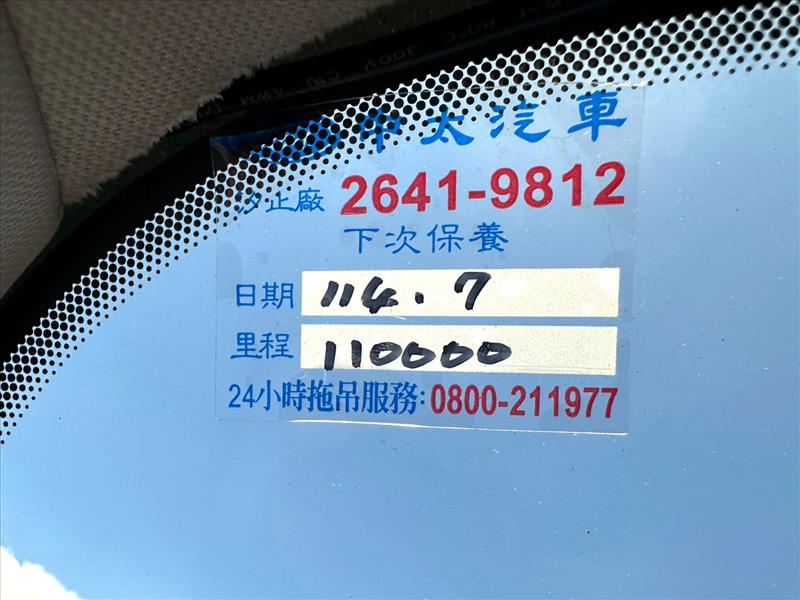 中太汽車
汐止廠 2641-9812
下次保養
日期 114.7
里程 110000
24小時拖吊服務:0800-211977